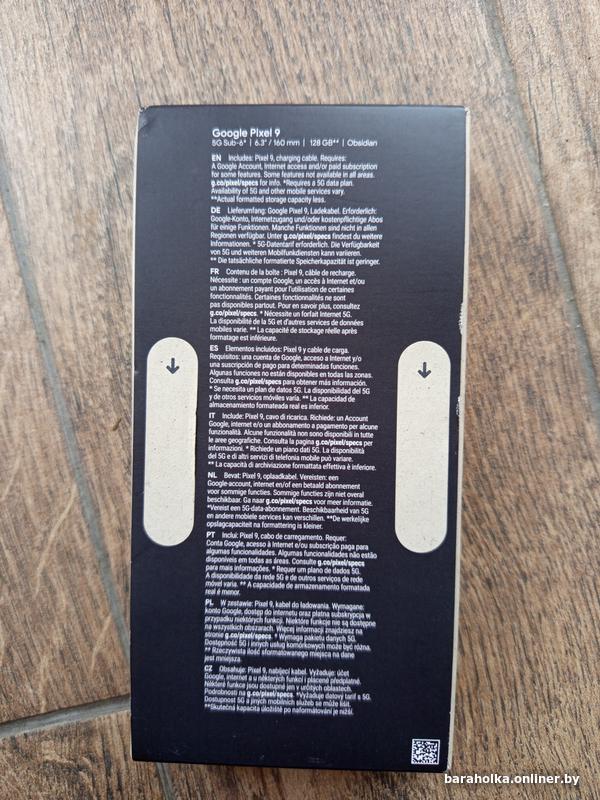 Google Pixel 9
5G Sub-6* | 6.3" / 160 mm | 128 GB** | Obsidian
EN Includes: Pixel 9, charging cable. Requires:
A Google Account, Internet access and/or paid subscription
for some features. Some features not available in all areas.
g.co/pixel/specs for info. *Requires a 5G data plan.
Availability of 5G and other mobile services vary.
**Actual formatted storage capacity less.
DE Lieferumfang: Google Pixel 9, Ladekabel. Erforderlich:
Google-Konto, Internetzugang und/oder kostenpflichtige Abos
für einige Funktionen. Manche Funktionen sind nicht in allen
Regionen verfügbar. Unter g.co/pixel/specs findest du weitere
Informationen. * 5G-Datentarif erforderlich. Die Verfügbarkeit
von 5G und weiteren Mobilfunkdiensten kann variieren.
** Die tatsächliche formatierte Speicherkapazität ist geringer.
FR Contenu de la boîte : Pixel 9, câble de recharge.
Nécessite : un compte Google, un accès à Internet et/ou
un abonnement payant pour l'utilisation de certaines
fonctionnalités. Certaines fonctionnalités ne sont
pas disponibles partout. Pour en savoir plus, consultez
g.co/pixel/specs. * Nécessite un forfait Internet 5G.
La disponibilité de la 5G et d'autres services de données
mobiles varie. ** La capacité de stockage réelle après
formatage est inférieure.
ES Elementos incluidos: Pixel 9 y cable de carga.
Requisitos: una cuenta de Google, acceso a Internet y/o
una suscripción de pago para determinadas funciones.
Algunas funciones no están disponibles en todas las zonas.
Consulta g.co/pixel/specs para obtener más información.
* Se necesita un plan de datos 5G. La disponibilidad del 5G
y de otros servicios móviles varía. ** La capacidad de
almacenamiento formateada real es inferior.
IT Include: Pixel 9, cavo di ricarica. Richiede: un Account
Google, internet e/o un abbonamento a pagamento per alcune
funzionalità. Alcune funzionalità non sono disponibili in tutte
le aree geografiche. Consulta la pagina g.co/pixel/specs per
informazioni. * Richiede un piano dati 5G. La disponibilità
del 5G e di altri servizi di telefonia mobile può variare.
** La capacità di archiviazione formattata effettiva è inferiore.
NL Bevat: Pixel 9, oplaadkabel. Vereisten: een
Google-account, internet en/of een betaald abonnement
voor sommige functies. Sommige functies zijn niet overal
beschikbaar. Ga naar g.co/pixel/specs voor meer informatie.
*Vereist een 5G-data-abonnement. Beschikbaarheid van 5G
en andere mobiele services kan verschillen. **De werkelijke
opslagcapaciteit na formattering is kleiner.
PT Inclui: Pixel 9, cabo de carregamento. Requer:
Conta Google, acesso à Internet e/ou subscrição paga para
algumas funcionalidades. Algumas funcionalidades não estão
disponíveis em todas as áreas. Consulte g.co/pixel/specs
para mais informações. * Requer um plano de dados 5G.
A disponibilidade da rede 5G e de outros serviços de rede
móvel varia. ** A capacidade de armazenamento formatada
real é menor.
PL W zestawie: Pixel 9, kabel do ładowania. Wymagane:
konto Google, dostęp do internetu oraz płatna subskrypcja w
przypadku niektórych funkcji. Niektóre funkcje nie są dostępne
na wszystkich obszarach. Więcej informacji znajdziesz na
stronie g.co/pixel/specs. * Wymaga pakietu danych 5G.
Dostępność 5G i innych usług komórkowych może być różna.
** Rzeczywista ilość sformatowanego miejsca na dane
jest mniejsza.
CZ Obsahuje: Pixel 9, nabíjecí kabel. Vyžaduje: účet
Google, internet a u některých funkcí i placené předplatné.
Některé funkce jsou dostupné jen v určitých oblastech.
Podrobnosti na g.co/pixel/specs. *Vyžaduje datový tarif s 5G.
Dostupnost 5G a jiných mobilních služeb se může lišit.
**Skutečná kapacita úložiště po naformátování je nižší.
baraholka.onliner.by